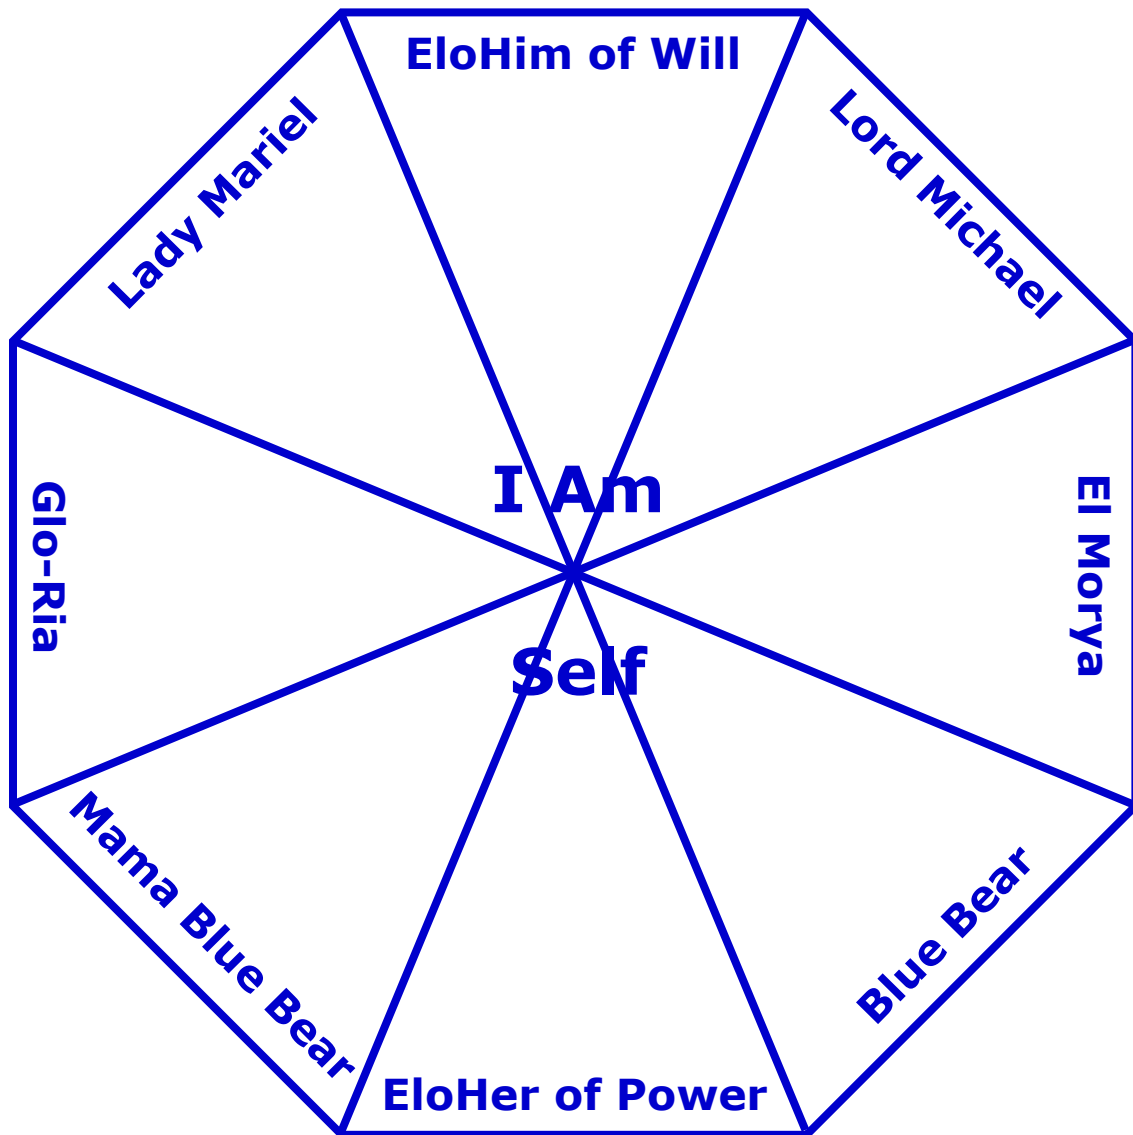 EloHim of Will
Lord Michael
El Morya
Blue Bear
EloHer of Power
Mama Blue Bear
Glo-Ria
Lady Mariel
I Am
Self